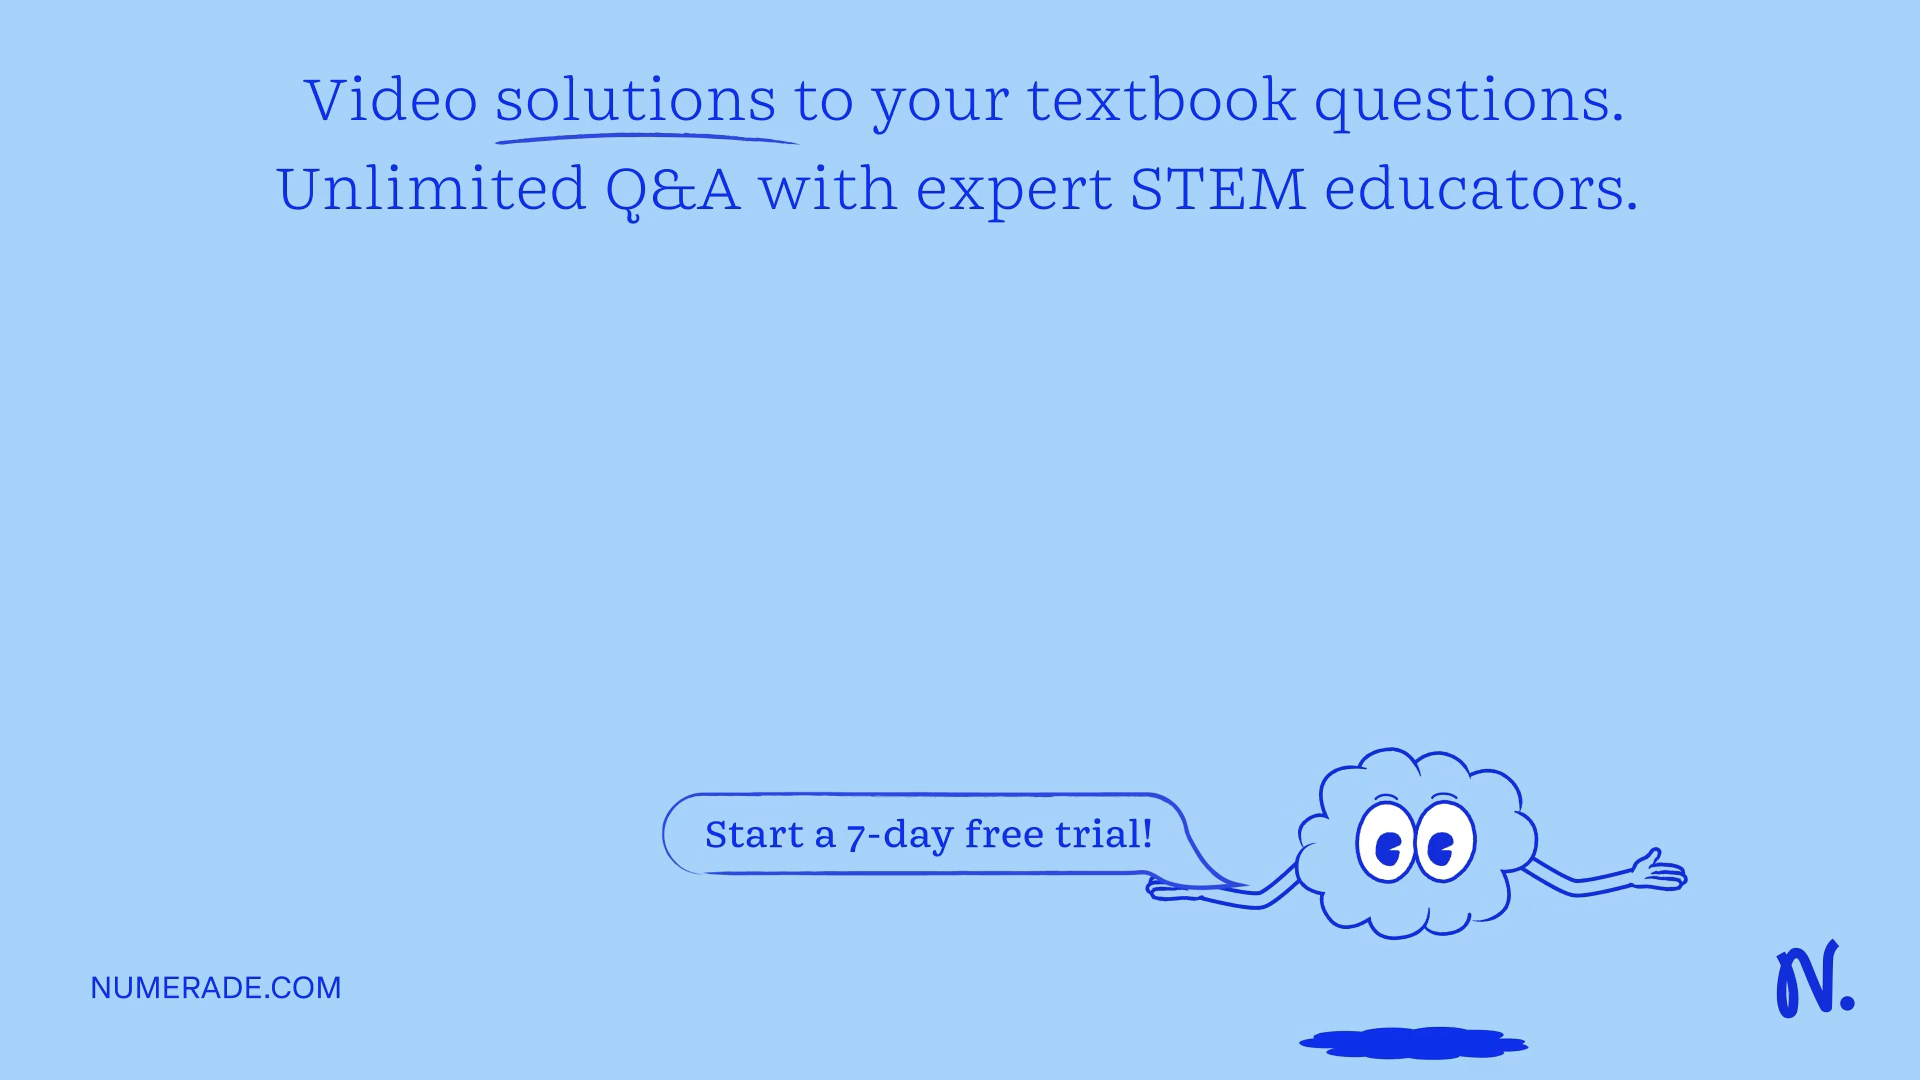 Video solutions to your textbook questions.
Unlimited Q&A with expert STEM educators.
Start a 7-day free trial!
NUMERADE.COM
N.